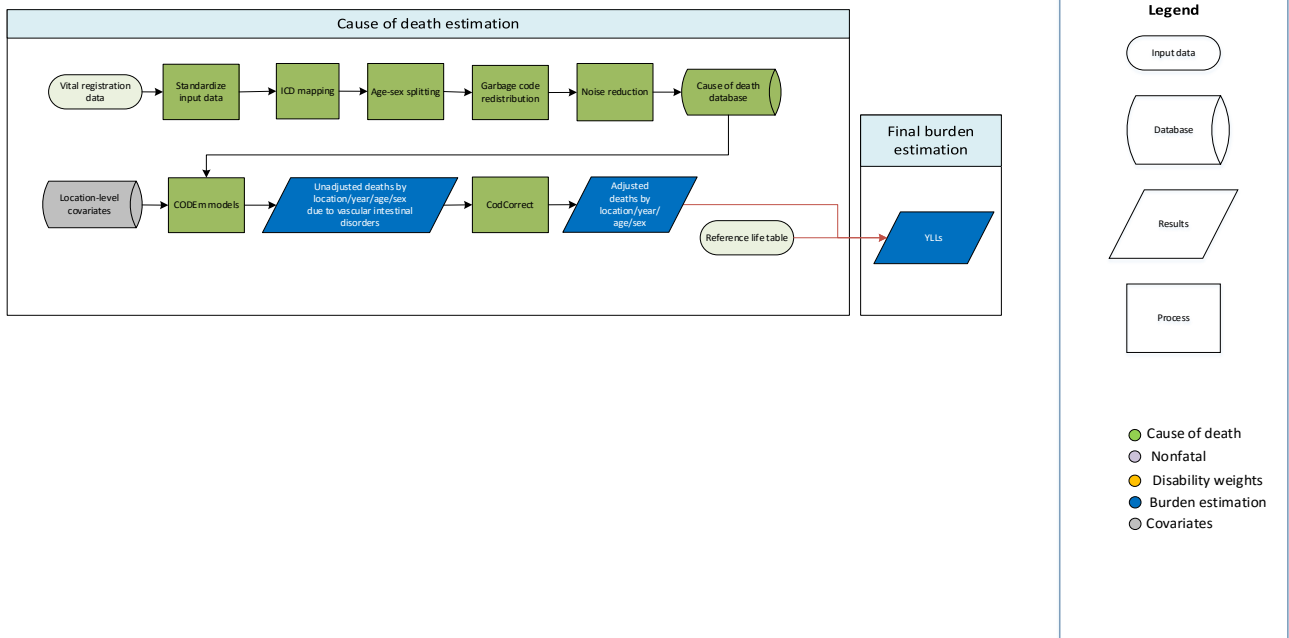 Cause of death estimation
Vital registration
data
Standardize
input data
ICD mapping
Age-sex splitting
Garbage code
redistribution
Noise reduction
Cause of death
database
Location-level
covariates
CODEm models
Unadjusted deaths by
location/year/age/sex
due to vascular intestinal
disorders
CodCorrect
Adjusted
deaths by
location/year/
age/sex
Reference life table
Final burden
estimation
YLLs
Legend
Input data
Database
Results
Process
Cause of death
Nonfatal
Disability weights
Burden estimation
Covariates